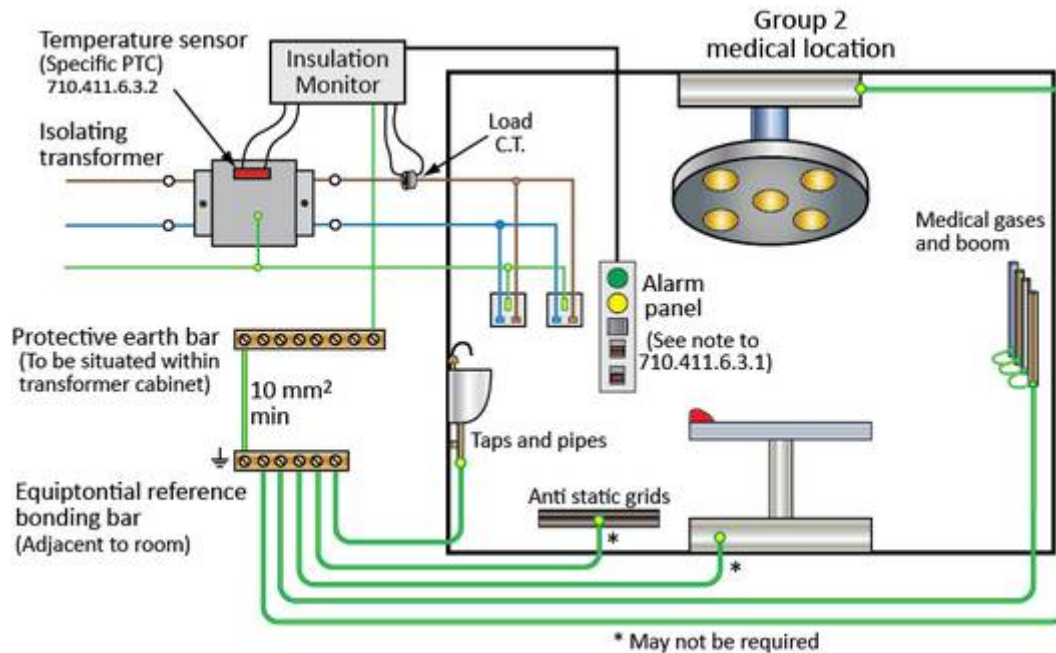 Temperature sensor
(Specific PTC)
710.411.6.3.2
Isolating
transformer
Insulation
Monitor
Load
C.T.
Group 2
medical location
Medical gases
and boom
Alarm
panel
(See note to
710.411.6.3.1)
Protective earth bar
(To be situated within
transformer cabinet)
10 mm²
min
Equiptontial reference
bonding bar
(Adjacent to room)
Taps and pipes
Anti static grids
*
*
* May not be required